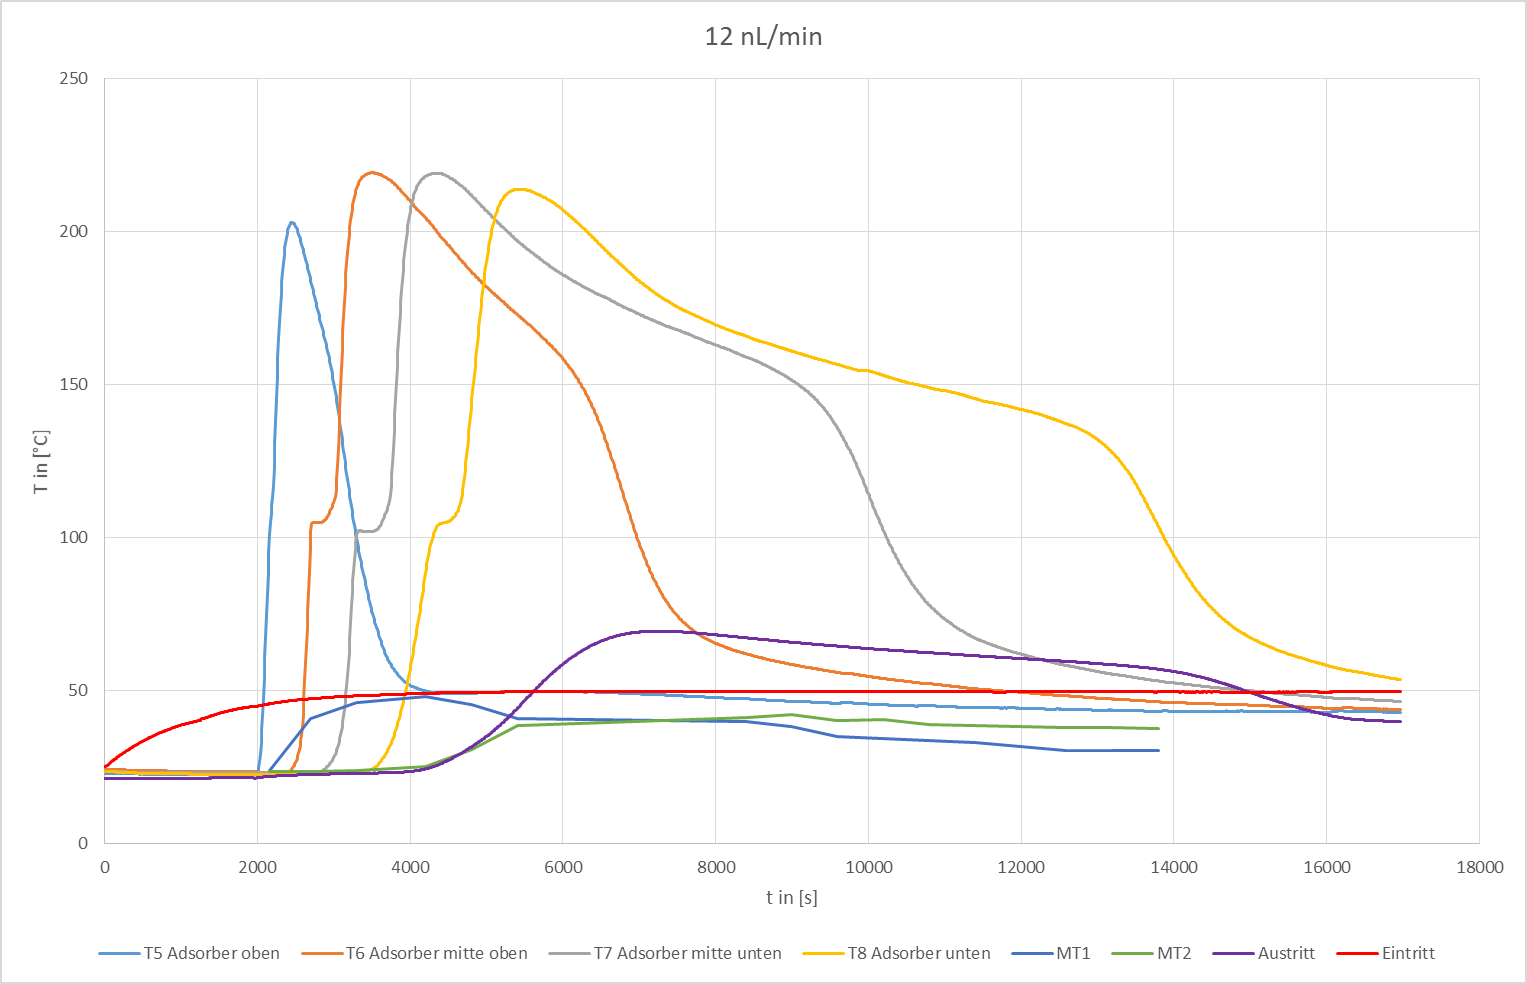 12 nL/min
250
200
150
100
50
0
T in [°C]
0 2000 4000 6000 8000 10000 12000 14000 16000 18000
t in [s]
T5 Adsorber oben T6 Adsorber mitte oben T7 Adsorber mitte unten T8 Adsorber unten MT1 MT2 Austritt Eintritt